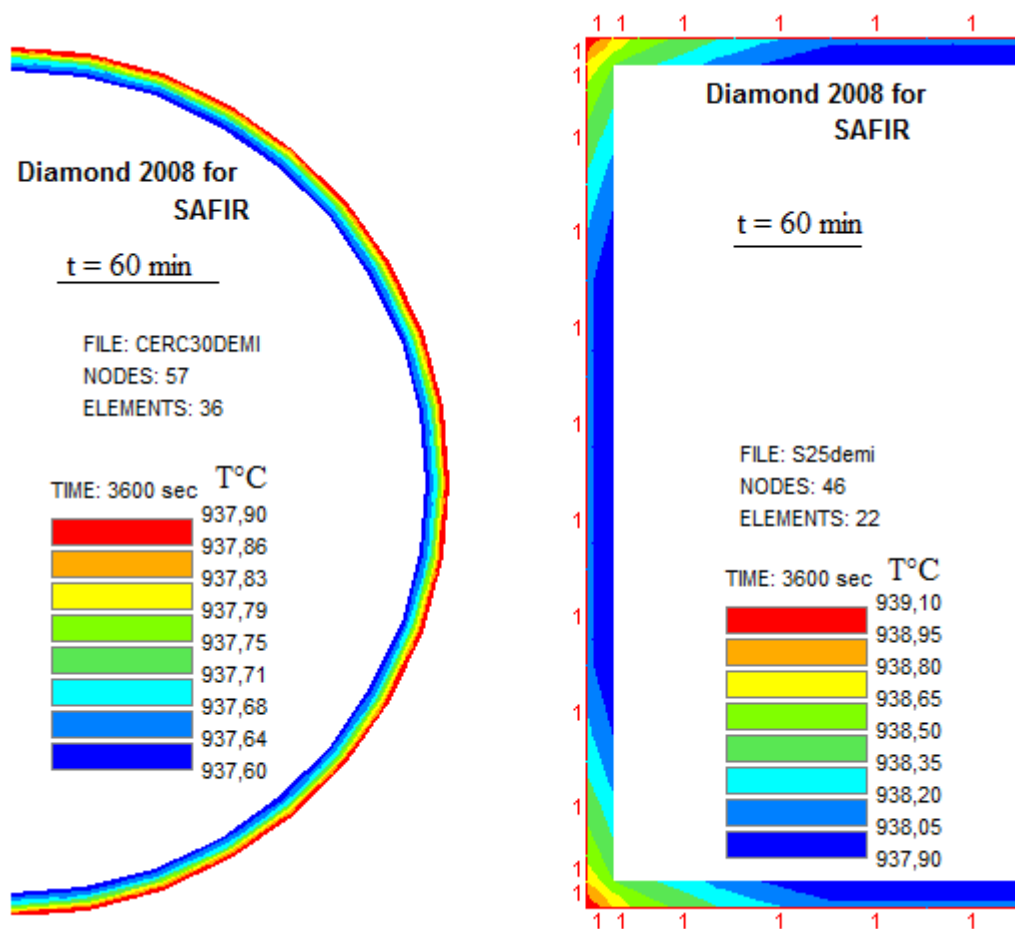 Diamond 2008 for
SAFIR
t = 60 min
FILE: CERC30DEMI
NODES: 57
ELEMENTS: 36
TIME: 3600 sec T°C
937,90
937,86
937,83
937,79
937,75
937,71
937,68
937,64
937,60
1 1 1 1 1 1
1
1
1
1
1
1
1
1
1
1
1
1
Diamond 2008 for
SAFIR
t = 60 min
FILE: S25demi
NODES: 46
ELEMENTS: 22
TIME: 3600 sec T°C
939,10
938,95
938,80
938,65
938,50
938,35
938,20
938,05
937,90
1 1 1 1 1 1